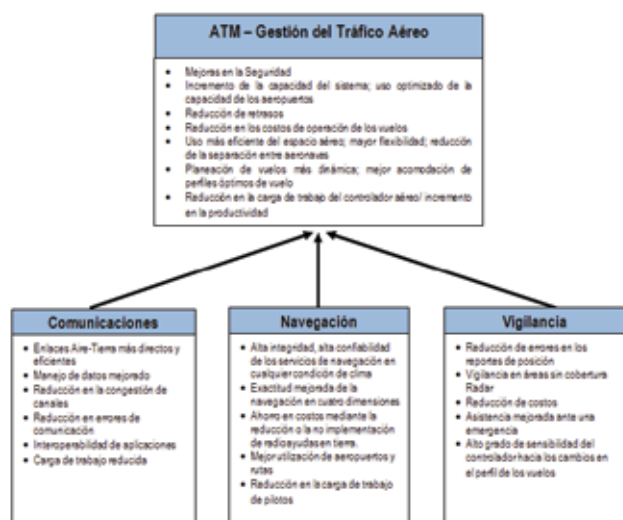 ATM – Gestión del Tráfico Aéreo
• Mejoras en la Seguridad
• Incremento de la capacidad del sistema; uso optimizado de la
capacidad de los aeropuertos
• Reducción de retrasos
• Reducción en los costos de operación de los vuelos
• Uso más eficiente del espacio aéreo; mayor flexibilidad; reducción
de la separación entre aeronaves
• Planeación de vuelos más dinámica; mejor acomodación de
perfiles óptimos de vuelo
• Reducción en la carga de trabajo del controlador aéreo/ incremento
en la productividad
Comunicaciones
• Enlaces Aire-Tierra más directos y
eficientes
• Manejo de datos mejorado
• Reducción en la congestión de
canales
• Reducción en errores de
comunicación
• Interoperabilidad de aplicaciones
• Carga de trabajo reducida
Navegación
• Alta integridad, alta confiabilidad
de los servicios de navegación en
cualquier condición de clima
• Exactitud mejorada de la
navegación en cuatro dimensiones
• Ahorro en costos mediante la
reducción o la no implementación
de radioayudas en tierra.
• Mejor utilización de aeropuertos y
rutas
• Reducción en la carga de trabajo
de pilotos
Vigilancia
• Reducción de errores en los
reportes de posición
• Vigilancia en áreas sin cobertura
Radar
• Reducción de costos
• Asistencia mejorada ante una
emergencia
• Alto grado de sensibilidad del
controlador hacia los cambios en
el perfil de los vuelos